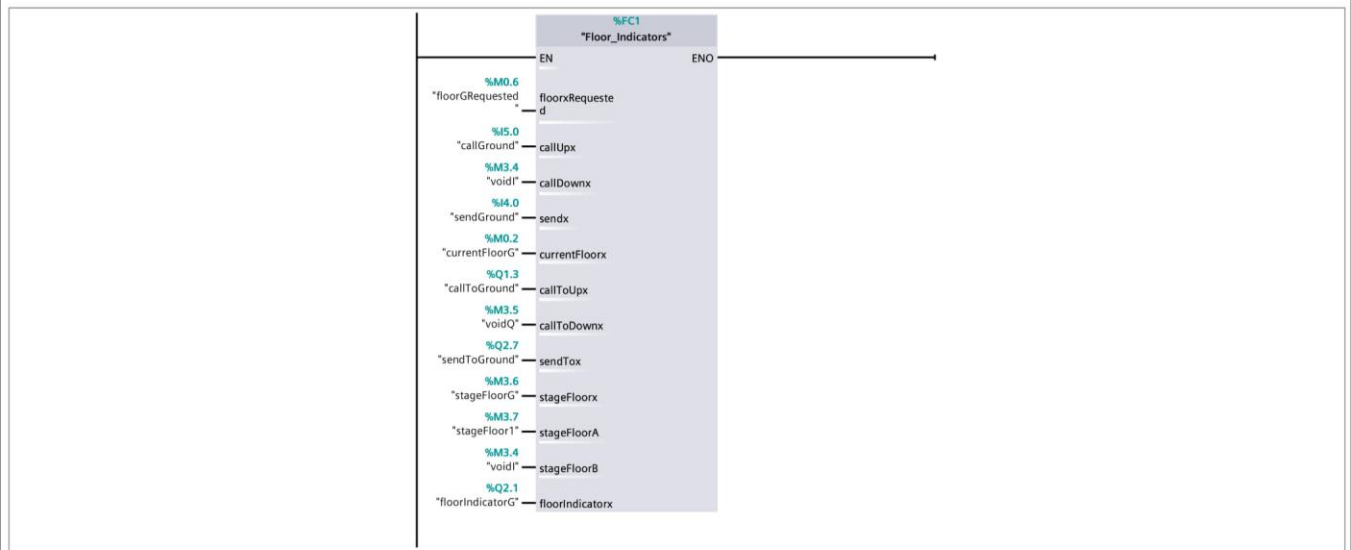 %FC1
"Floor_Indicators"
EN ENO
%M0.6
"floorGRequested
" floorxRequeste
d
%I5.0
"callGround" callUpx
%M3.4
"voidI" callDownx
%I4.0
"sendGround" sendx
%M0.2
"currentFloorG" currentFloorx
%Q1.3
"callToGround" callToUpx
%M3.5
"voidQ" callToDownx
%Q2.7
"sendToGround" sendTox
%M3.6
"stageFloorG" stageFloorx
%M3.7
"stageFloor1" stageFloorA
%M3.4
"voidI" stageFloorB
%Q2.1
"floorIndicatorG" floorIndicatorx